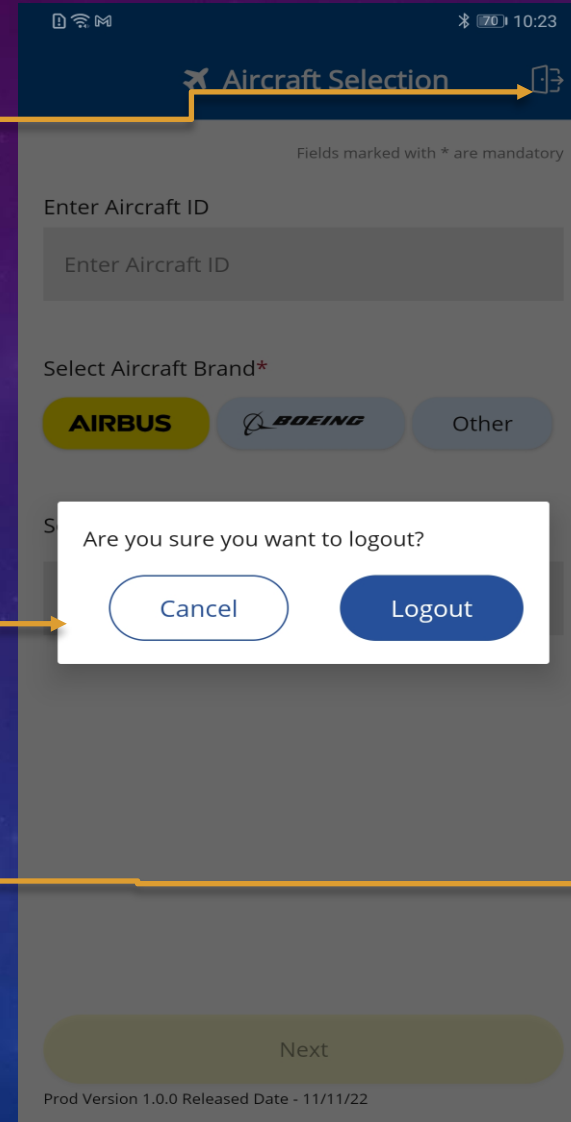 70 10:23
Aircraft Selection
Fields marked with * are mandatory
Enter Aircraft ID
Enter Aircraft ID
Select Aircraft Brand*
AIRBUS BOEING Other
S
Are you sure you want to logout?
Cancel Logout
Next
Prod Version 1.0.0 Released Date - 11/11/22